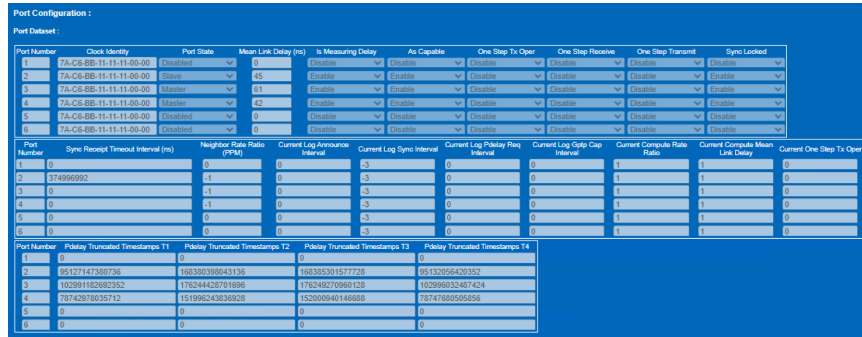 Port Configuration :
Port Dataset :
Port Number Clock Identity Port State Mean Link Delay (ns) Is Measuring Delay As Capable One Step Tx Oper One Step Receive One Step Transmit Sync Locked
1 7A-C6-BB-11-11-11-00-00 Disabled 0 Disable Disable Disable Disable Disable Disable
2 7A-C6-BB-11-11-11-00-00 Slave 45 Enable Enable Disable Disable Disable Enable
3 7A-C6-BB-11-11-11-00-00 Master 61 Enable Enable Disable Disable Disable Enable
4 7A-C6-BB-11-11-11-00-00 Master 42 Enable Enable Disable Disable Disable Enable
5 7A-C6-BB-11-11-11-00-00 Disabled 0 Disable Disable Disable Disable Disable Disable
6 7A-C6-BB-11-11-11-00-00 Disabled 0 Disable Disable Disable Disable Disable Disable
Port Number Sync Receipt Timeout Interval (ns) Neighbor Rate Ratio (PPM) Current Log Announce Interval Current Log Sync Interval Current Log Pdelay Req Interval Current Log Gptp Cap Interval Current Compute Rate Ratio Current Compute Mean Link Delay Current One Step Tx Oper
1 0 0 0 -3 0 0 1 1 0
2 374996992 -1 0 -3 0 0 1 1 0
3 0 -1 0 -3 0 0 1 1 0
4 0 -1 0 -3 0 0 1 1 0
5 0 0 0 -3 0 0 1 1 0
6 0 0 0 -3 0 0 1 1 0
Port Number Pdelay Truncated Timestamps T1 Pdelay Truncated Timestamps T2 Pdelay Truncated Timestamps T3 Pdelay Truncated Timestamps T4
1 0 0 0 0
2 95127147380736 168380398043136 168385301577728 95132056420352
3 102991182692352 176244428701696 176249270960128 102996032487424
4 78742978035712 151996243836928 152000940146688 78747680505856
5 0 0 0 0
6 0 0 0 0